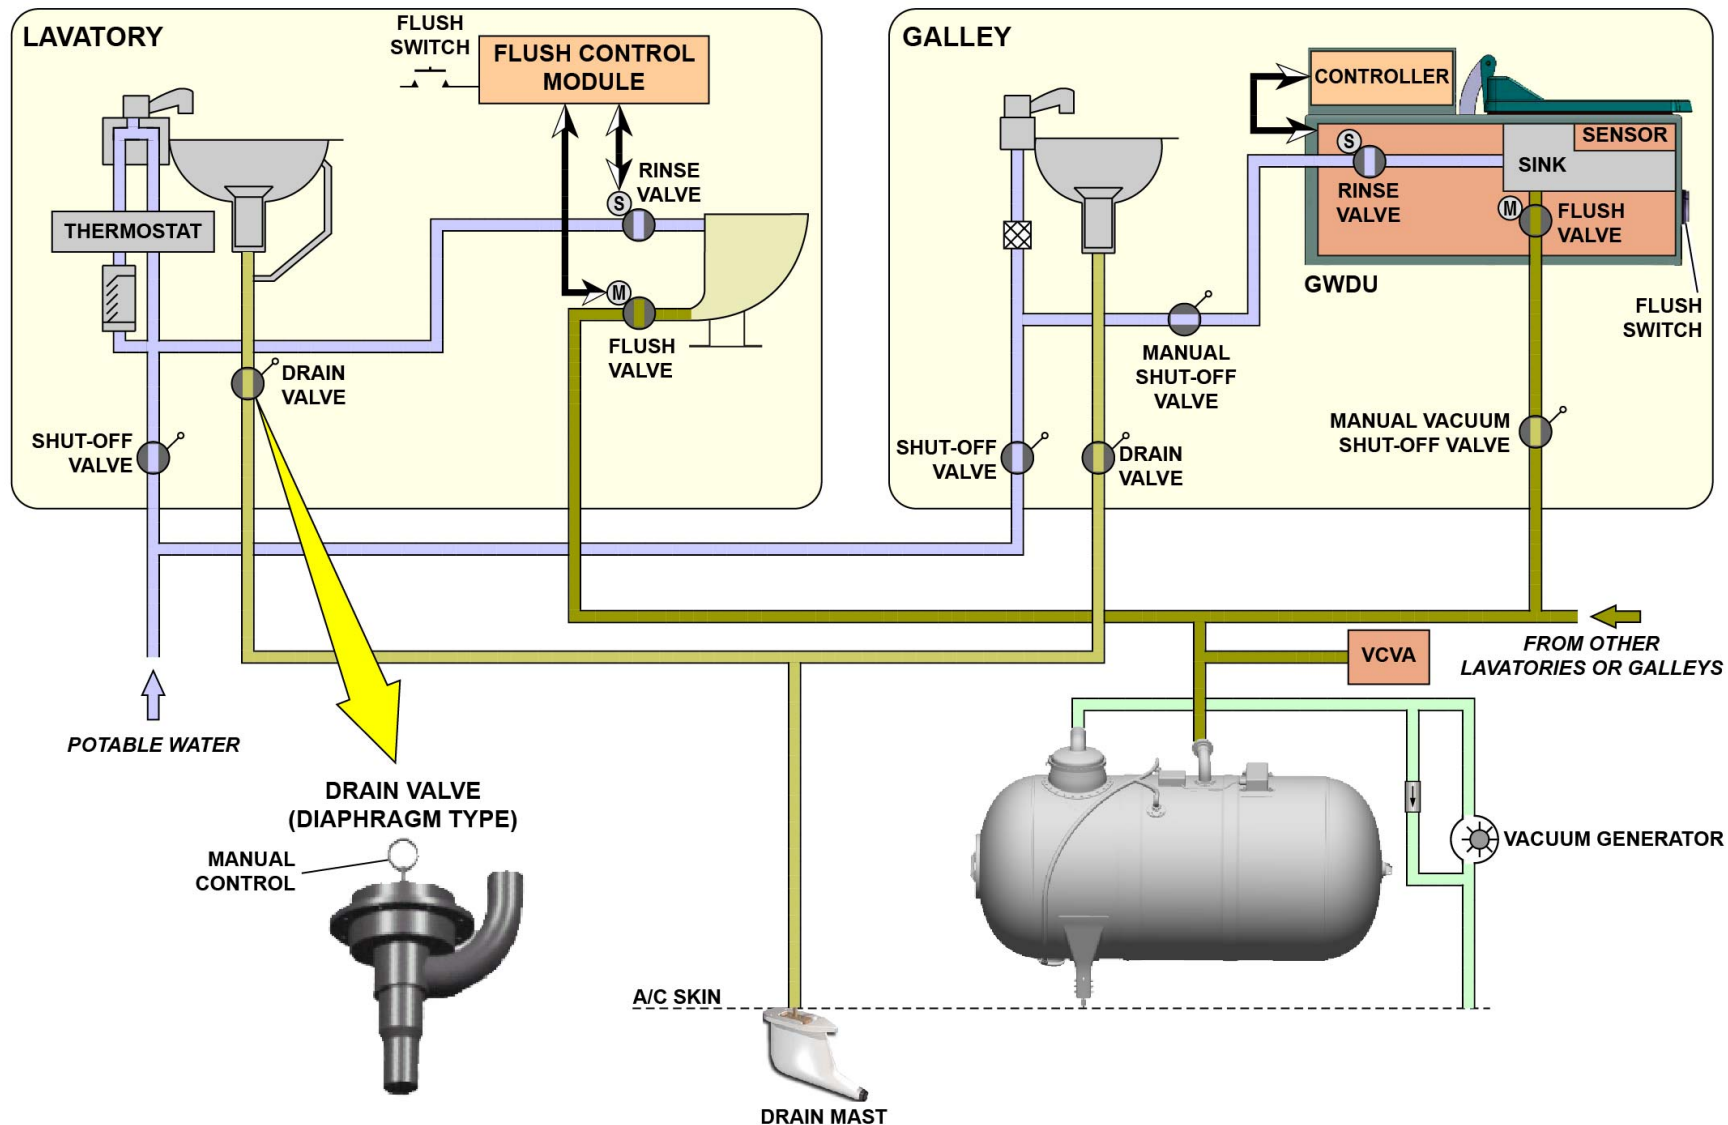 LAVATORY
FLUSH
SWITCH
FLUSH CONTROL
MODULE
RINSE
VALVE
S
THERMOSTAT
M
FLUSH
VALVE
DRAIN
VALVE
SHUT-OFF
VALVE
GALLEY
CONTROLLER
SENSOR
S
SINK
RINSE
VALVE
M
FLUSH
VALVE
GWDU
FLUSH
SWITCH
MANUAL
SHUT-OFF
VALVE
MANUAL VACUUM
SHUT-OFF VALVE
SHUT-OFF
VALVE
DRAIN
VALVE
FROM OTHER
LAVATORIES OR GALLEYS
VCVA
POTABLE WATER
DRAIN VALVE
(DIAPHRAGM TYPE)
MANUAL
CONTROL
VACUUM GENERATOR
A/C SKIN
DRAIN MAST